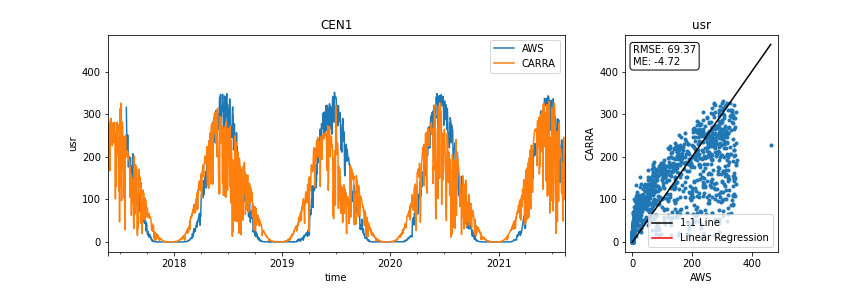 CEN1
usr
400
300
200
100
0
usr
AWS
CARRA
2018
2019
2020
2021
time
usr
RMSE: 69.37
ME: -4.72
400
300
200
100
0
CARRA
1:1 Line
Linear Regression
0
200
400
AWS